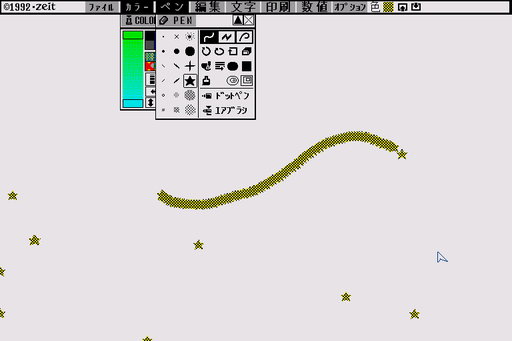 ©1992・zeit ファイル カラー ペン 編集 文字 印刷 数値 オプション 色
COLO PEN
ドットペン
エアブラシ